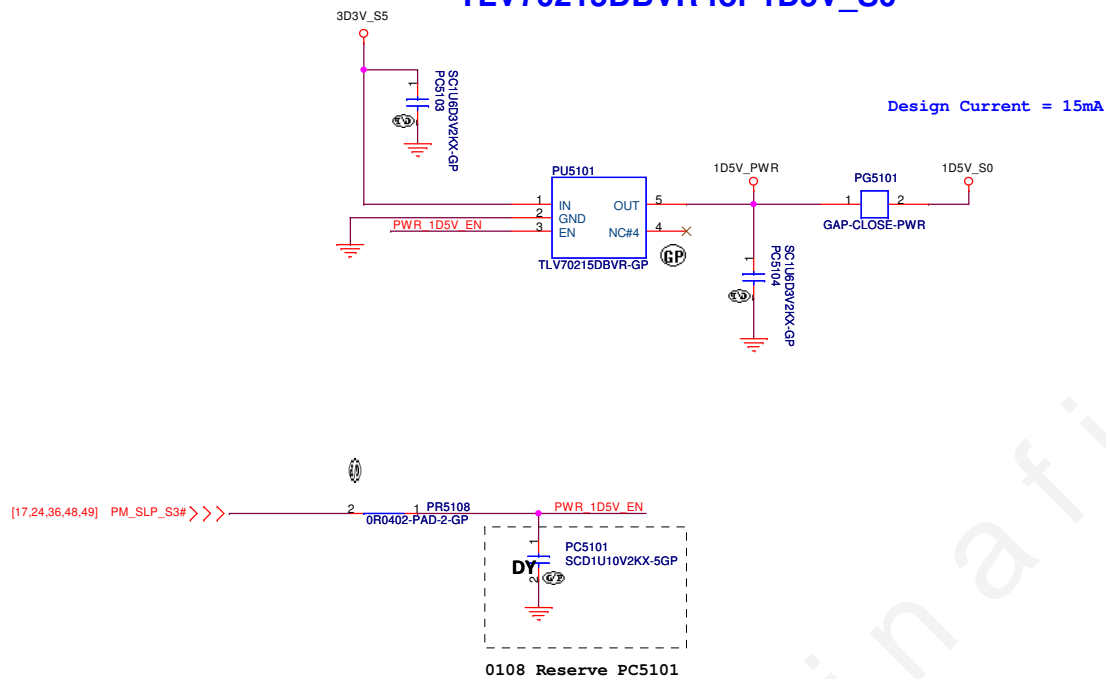 3D3V_S5
SC1U6D3V2KX-GP
PC5103
1
Design Current = 15mA
PU5101
1 IN OUT 5
2 GND
PWR_1D5V_EN 3 EN NC#4 4
TLV70215DBVR-GP
GP
1D5V_PWR
PG5101
1 2
GAP-CLOSE-PWR
1D5V_S0
SC1U6D3V2KX-GP
PC5104
1
[17,24,36,48,49] PM_SLP_S3# 2 1 PR5108 PWR_1D5V_EN
0R0402-PAD-2-GP
1 PC5101
SCD1U10V2KX-5GP
DY
2
0108 Reserve PC5101